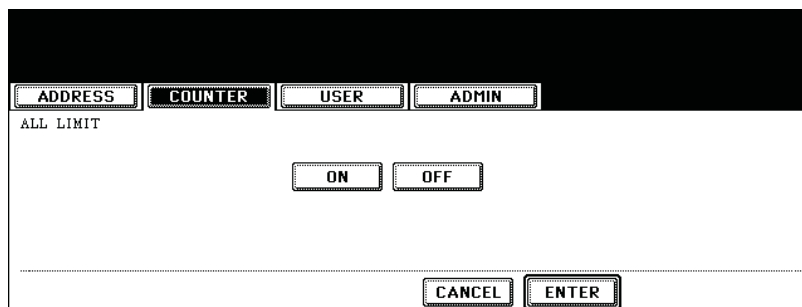 ADDRESS COUNTER USER ADMIN
ALL LIMIT
ON OFF
CANCEL ENTER